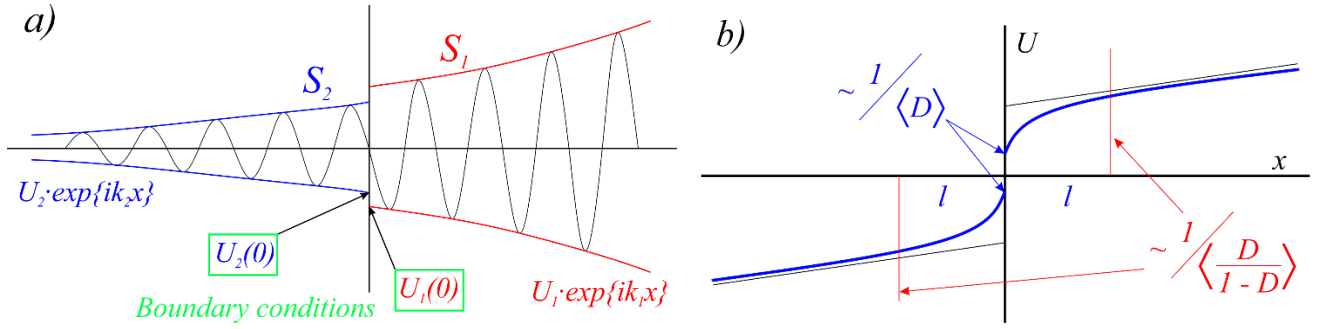 a)
S₂
S₁
U₂·exp{ik₂x}
U₂(0)
U₁(0)
U₁·exp{ik₁x}
Boundary conditions
b)
U
~ 1/⟨D⟩
x
l
l
~ 1/⟨D/(1 - D)⟩